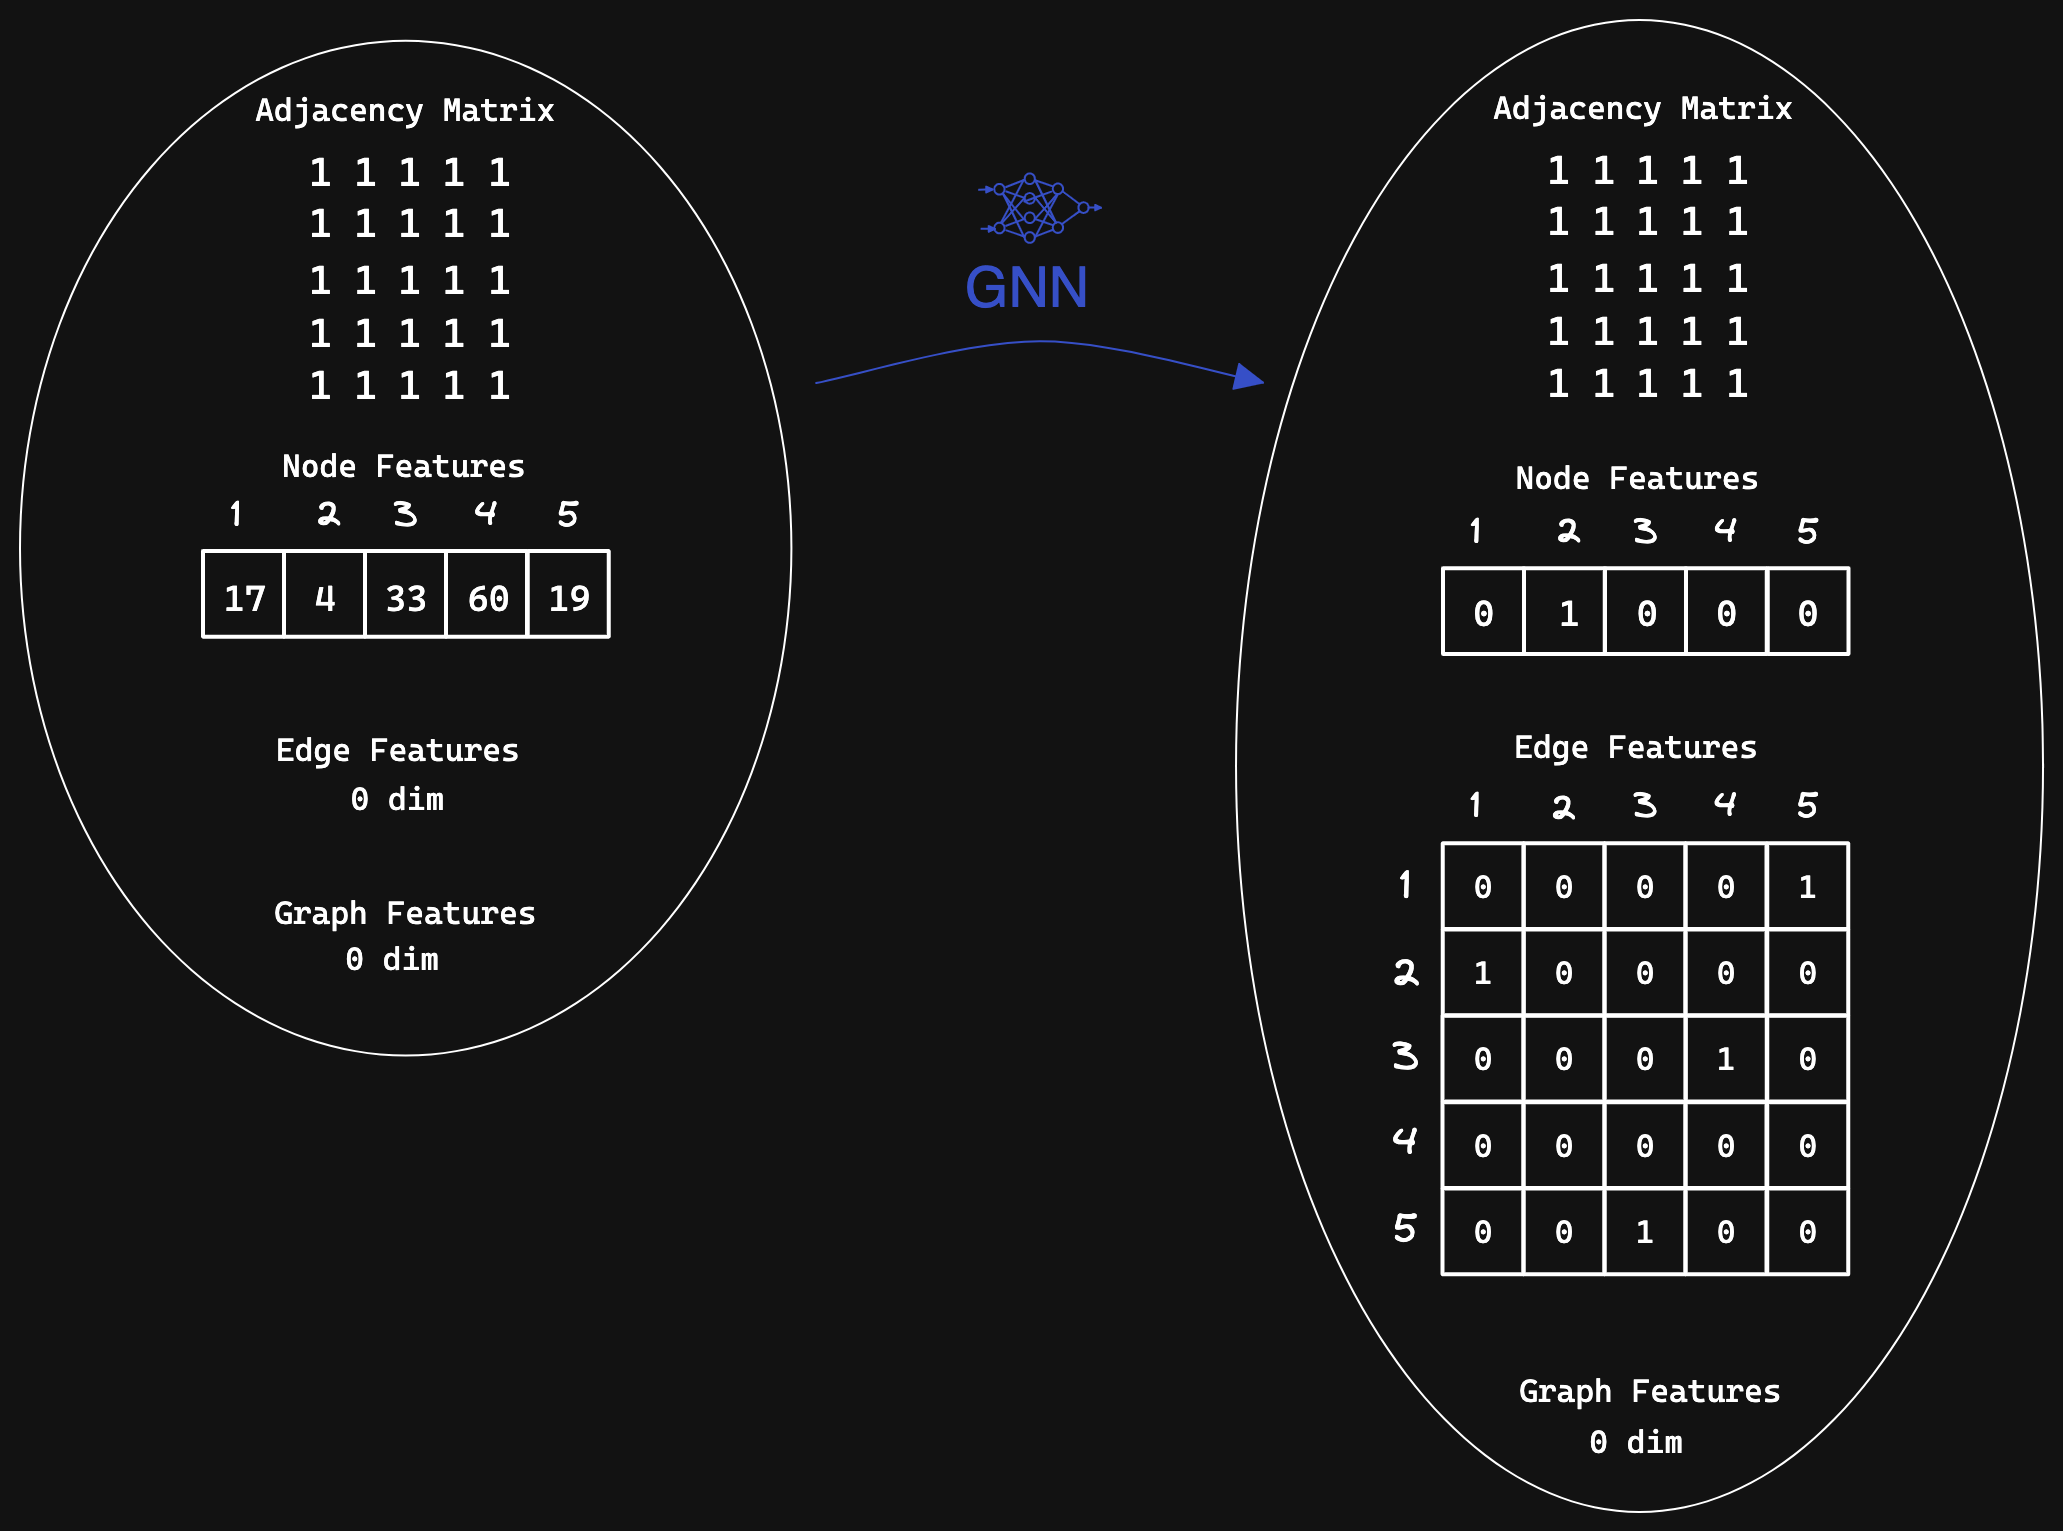 Adjacency Matrix
1 1 1 1 1
1 1 1 1 1
1 1 1 1 1
1 1 1 1 1
1 1 1 1 1
Node Features
1 2 3 4 5
17 4 33 60 19
Edge Features
0 dim
Graph Features
0 dim
GNN
Adjacency Matrix
1 1 1 1 1
1 1 1 1 1
1 1 1 1 1
1 1 1 1 1
1 1 1 1 1
Node Features
1 2 3 4 5
0 1 0 0 0
Edge Features
1 2 3 4 5
1 0 0 0 0 1
2 1 0 0 0 0
3 0 0 0 1 0
4 0 0 0 0 0
5 0 0 1 0 0
Graph Features
0 dim